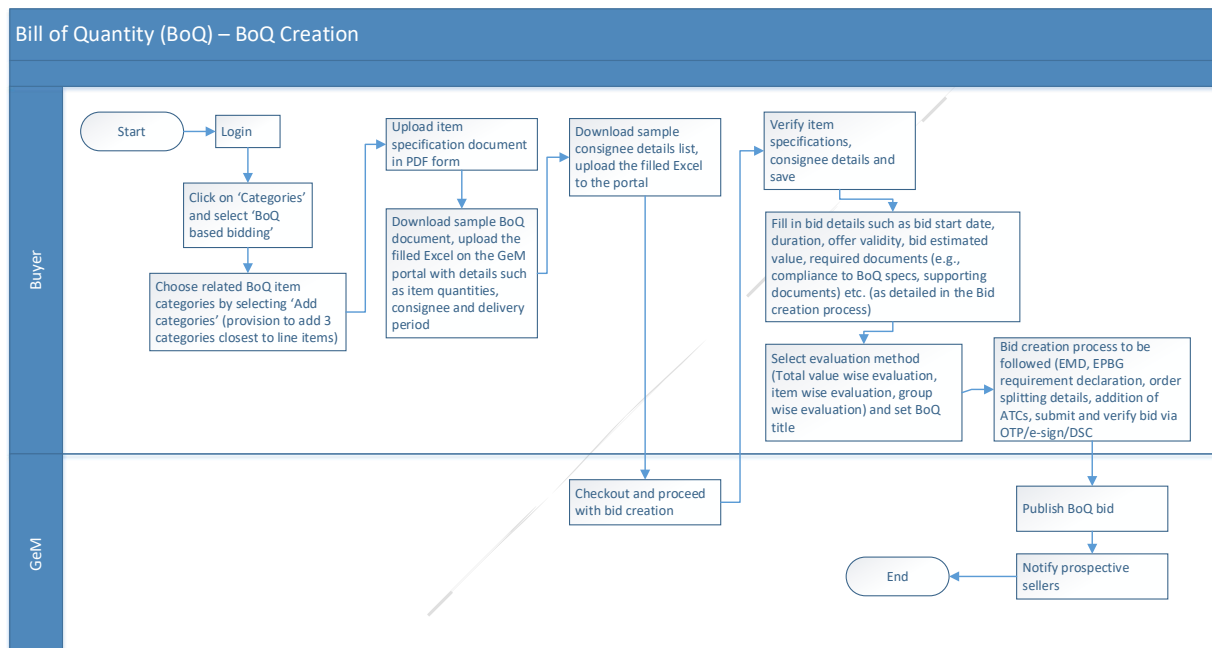 Bill of Quantity (BoQ) – BoQ Creation
Buyer
Start
Login
Click on ‘Categories’
and select ‘BoQ
based bidding’
Choose related BoQ item
categories by selecting ‘Add
categories’ (provision to add 3
categories closest to line items)
Upload item
specification document
in PDF form
Download sample BoQ
document, upload the
filled Excel on the GeM
portal with details such
as item quantities,
consignee and delivery
period
Download sample
consignee details list,
upload the filled Excel
to the portal
Verify item
specifications,
consignee details and
save
Fill in bid details such as bid start date,
duration, offer validity, bid estimated
value, required documents (e.g.,
compliance to BoQ specs, supporting
documents) etc. (as detailed in the Bid
creation process)
Select evaluation method
(Total value wise evaluation,
item wise evaluation, group
wise evaluation) and set BoQ
title
Bid creation process to be
followed (EMD, EPBG
requirement declaration, order
splitting details, addition of
ATCs, submit and verify bid via
OTP/e-sign/DSC
GeM
Checkout and proceed
with bid creation
Publish BoQ bid
Notify prospective
sellers
End